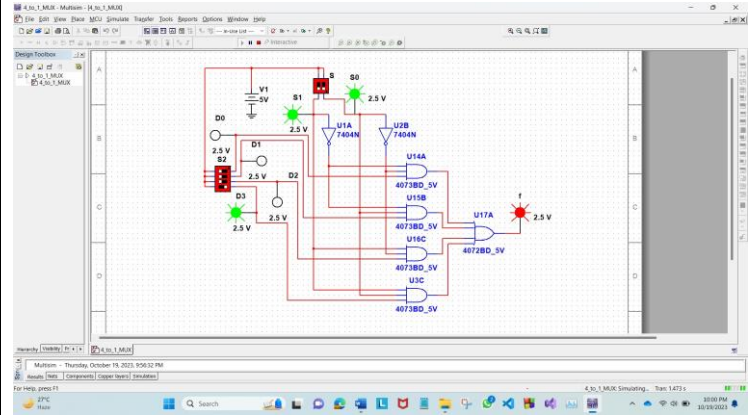 4_to_1_MUX - Multisim - [4_to_1_MUX]
File Edit View Place MCU Simulate Transfer Tools Reports Options Window Help
Interactive
Design Toolbox
4_to_1_MUX
4_to_1_MUX
A
A
B
B
C
C
D
D
S
S0
2.5 V
V1
5V
S1
2.5 V
U1A
7404N
U2B
7404N
D0
2.5 V
S2
D1
2.5 V
D2
2.5 V
D3
2.5 V
U14A
4073BD_5V
U15B
4073BD_5V
U16C
4073BD_5V
U3C
4073BD_5V
U17A
4072BD_5V
f
2.5 V
Hierarchy Visibility
4_to_1_MUX
Multisim - Thursday, October 19, 2023, 9:56:32 PM
Results Nets Components Copper layers Simulation
For Help, press F1
4_to_1_MUX: Simulating... Tran: 1.473 s
27°C
Haze
Search
10:00 PM
10/19/2023